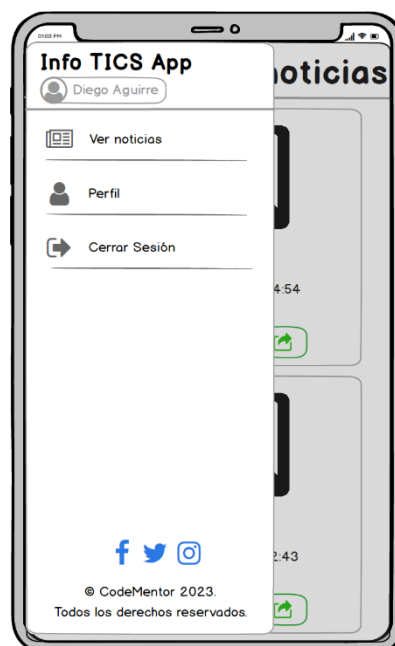 01:03 PM
Info TICS App
Diego Aguirre
noticias
Ver noticias
Perfil
Cerrar Sesión
4:54
2:43
© CodeMentor 2023.
Todos los derechos reservados.